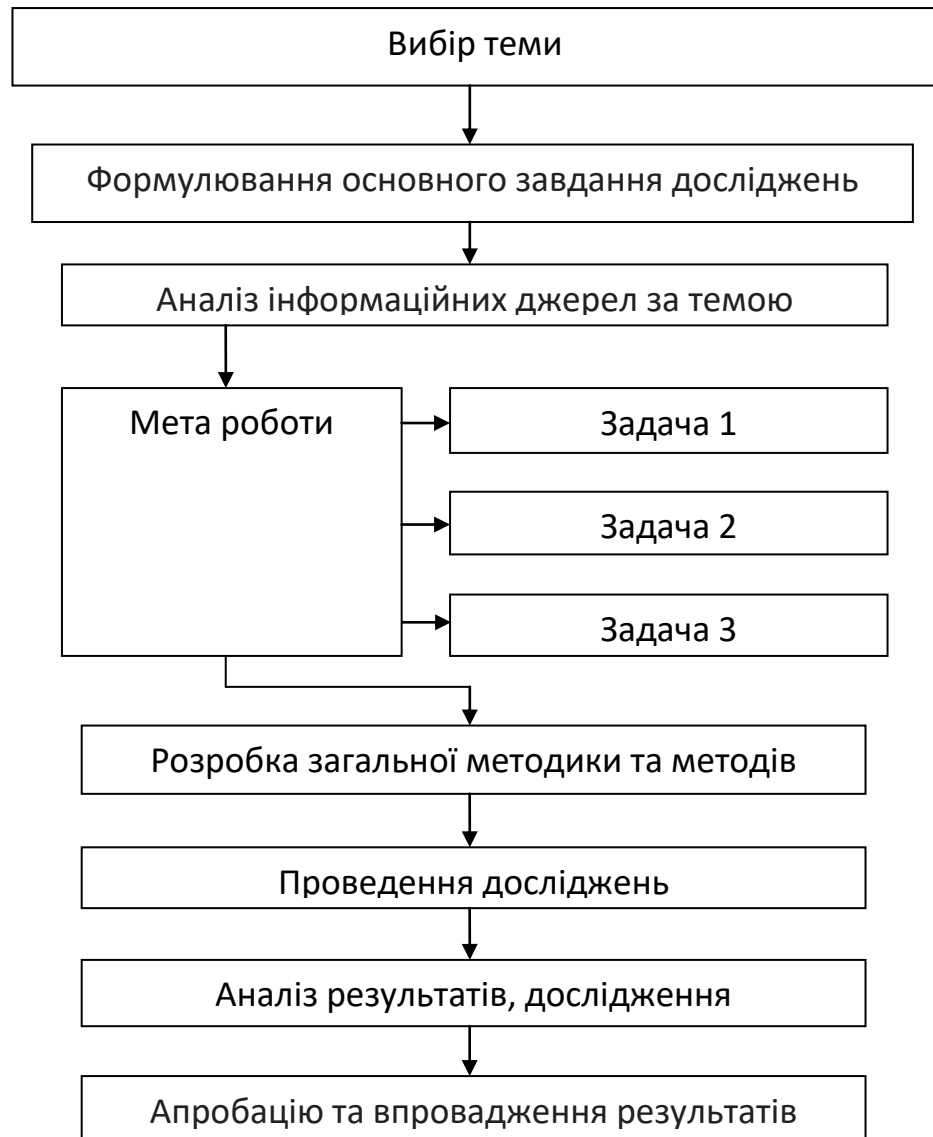 Вибір теми
Формулювання основного завдання досліджень
Аналіз інформаційних джерел за темою
Мета роботи
Задача 1
Задача 2
Задача 3
Розробка загальної методики та методів
Проведення досліджень
Аналіз результатів, дослідження
Апробацію та впровадження результатів